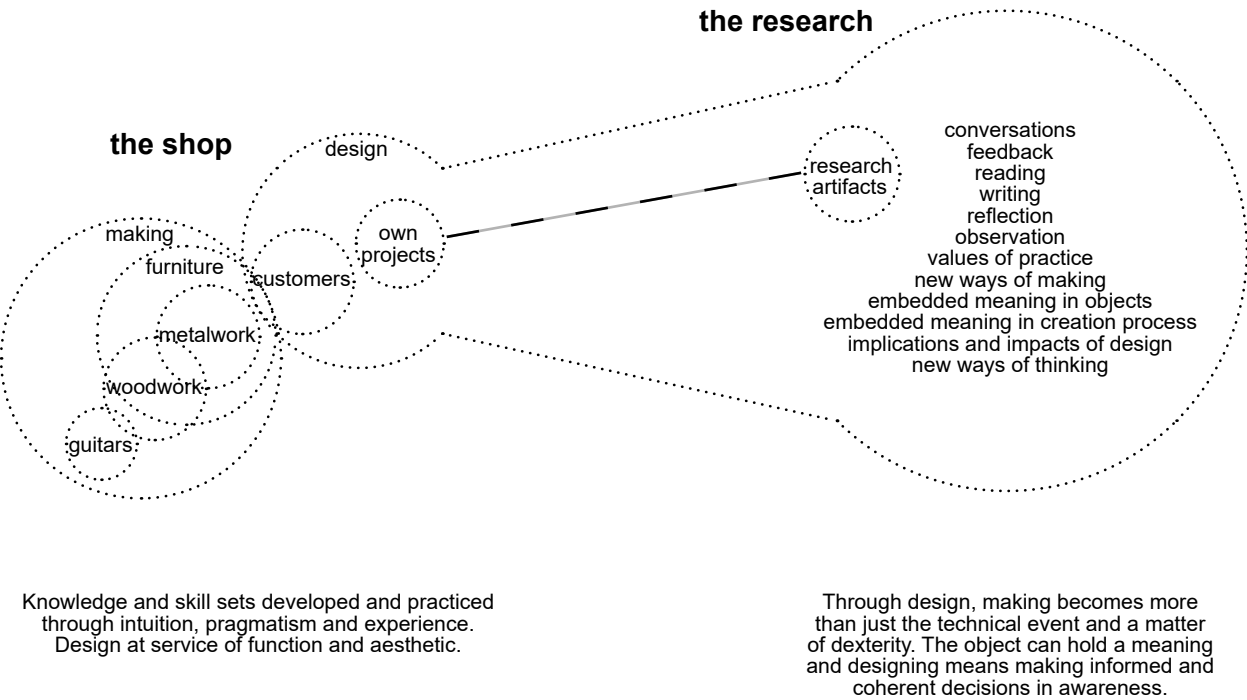 the research
the shop
design
making
furniture
customers
own
projects
metalwork
woodwork
guitars
research
artifacts
conversations
feedback
reading
writing
reflection
observation
values of practice
new ways of making
embedded meaning in objects
embedded meaning in creation process
implications and impacts of design
new ways of thinking
Knowledge and skill sets developed and practiced
through intuition, pragmatism and experience.
Design at service of function and aesthetic.
Through design, making becomes more
than just the technical event and a matter
of dexterity. The object can hold a meaning
and designing means making informed and
coherent decisions in awareness.